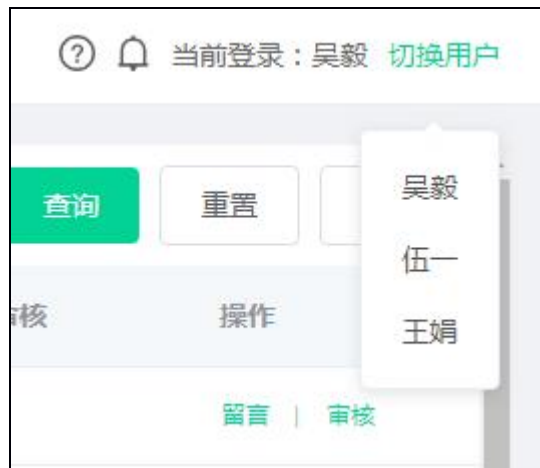 当前登录：吴毅 切换用户
吴毅
伍一
王娟
查询 重置
核 操作
留言 | 审核